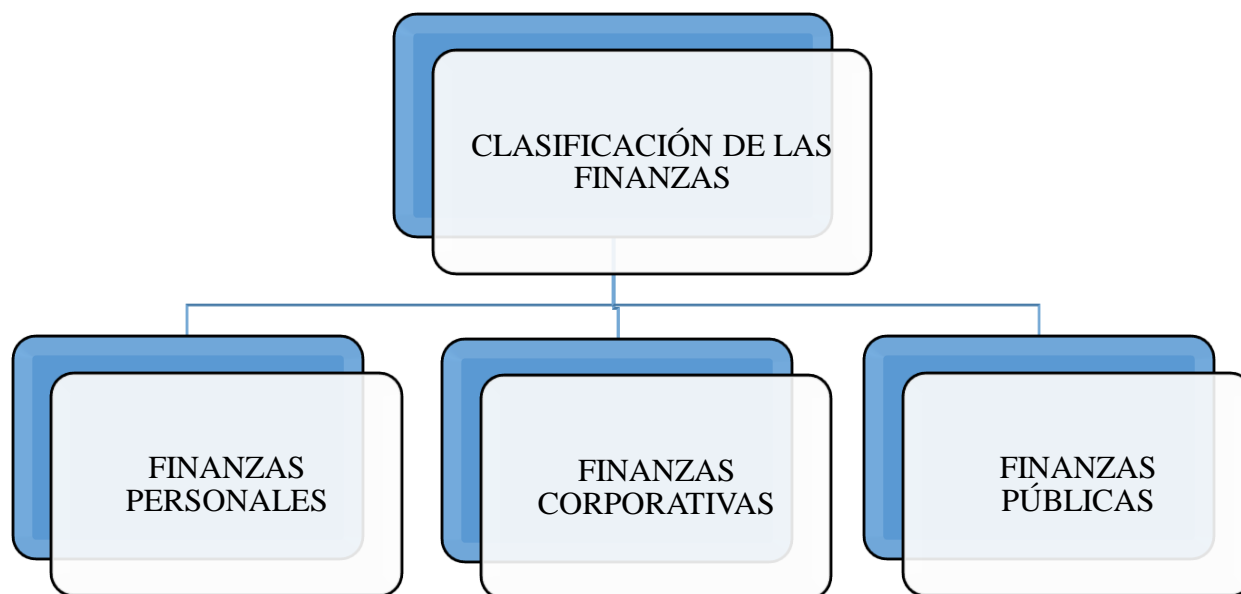 CLASIFICACIÓN DE LAS
FINANZAS
FINANZAS
PERSONALES
FINANZAS
CORPORATIVAS
FINANZAS
PÚBLICAS